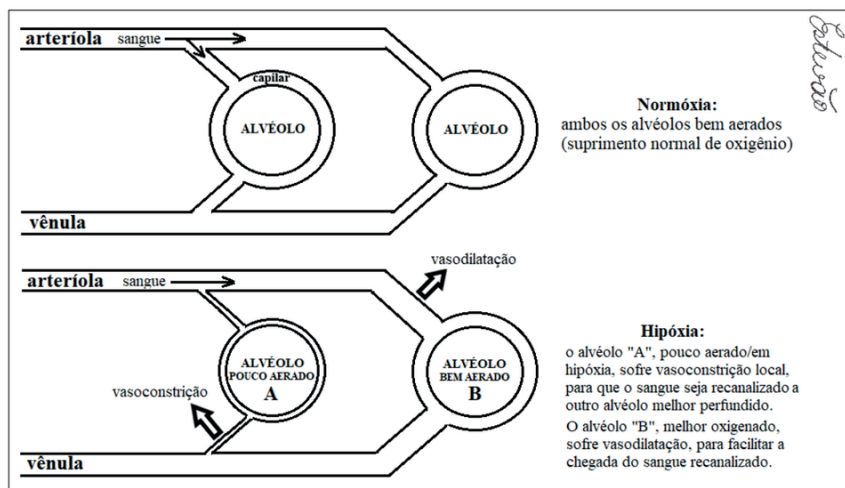 arteríola sangue
capilar
ALVÉOLO
ALVÉOLO
vênula
Normóxia:
ambos os alvéolos bem aerados
(suprimento normal de oxigênio)
Estevão
arteríola sangue
vasodilatação
ALVÉOLO
POUCO AERADO
A
ALVÉOLO
BEM AERADO
B
vasoconstrição
vênula
Hipóxia:
o alvéolo "A", pouco aerado/em
hipóxia, sofre vasoconstrição local,
para que o sangue seja recanalizado a
outro alvéolo melhor perfundido.
O alvéolo "B", melhor oxigenado,
sofre vasodilatação, para facilitar a
chegada do sangue recanalizado.